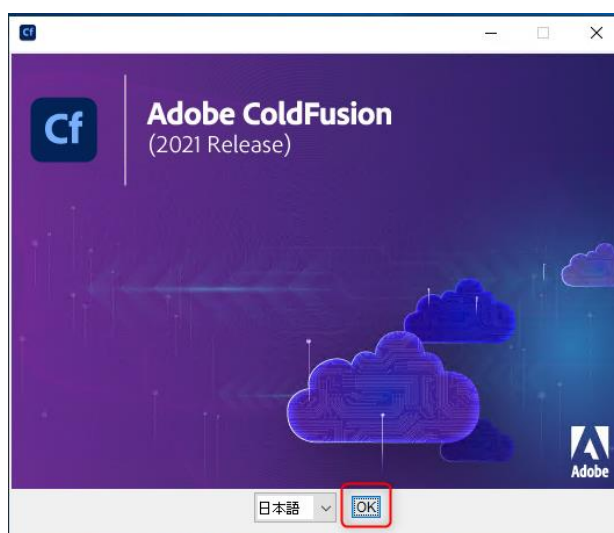 Cf
Cf
Adobe ColdFusion
(2021 Release)
Adobe
日本語
OK